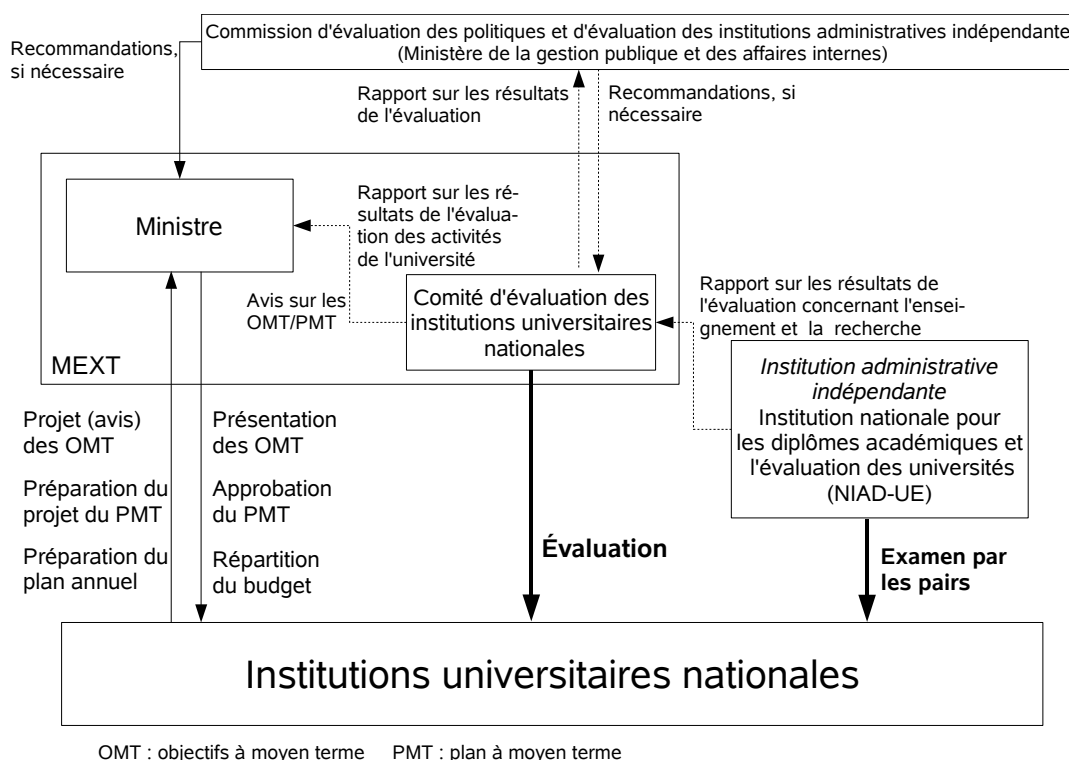 Commission d'évaluation des politiques et d'évaluation des institutions administratives indépendante
(Ministère de la gestion publique et des affaires internes)
Recommandations,
si nécessaire
Rapport sur les résultats
de l'évaluation
Recommandations, si
nécessaire
Ministre
Rapport sur les ré-
sultats de l'évalua-
tion des activités
de l'université
Avis sur les
OMT/PMT
Comité d'évaluation des
institutions universitaires
nationales
MEXT
Rapport sur les résultats de
l'évaluation concernant l'ensei-
gnement et la recherche
Institution administrative
indépendante
Institution nationale pour
les diplômes académiques et
l'évaluation des universités
(NIAD-UE)
Projet (avis)
des OMT
Préparation du
projet du PMT
Préparation du
plan annuel
Présentation
des OMT
Approbation
du PMT
Répartition
du budget
Évaluation
Examen par
les pairs
Institutions universitaires nationales
OMT : objectifs à moyen terme PMT : plan à moyen terme